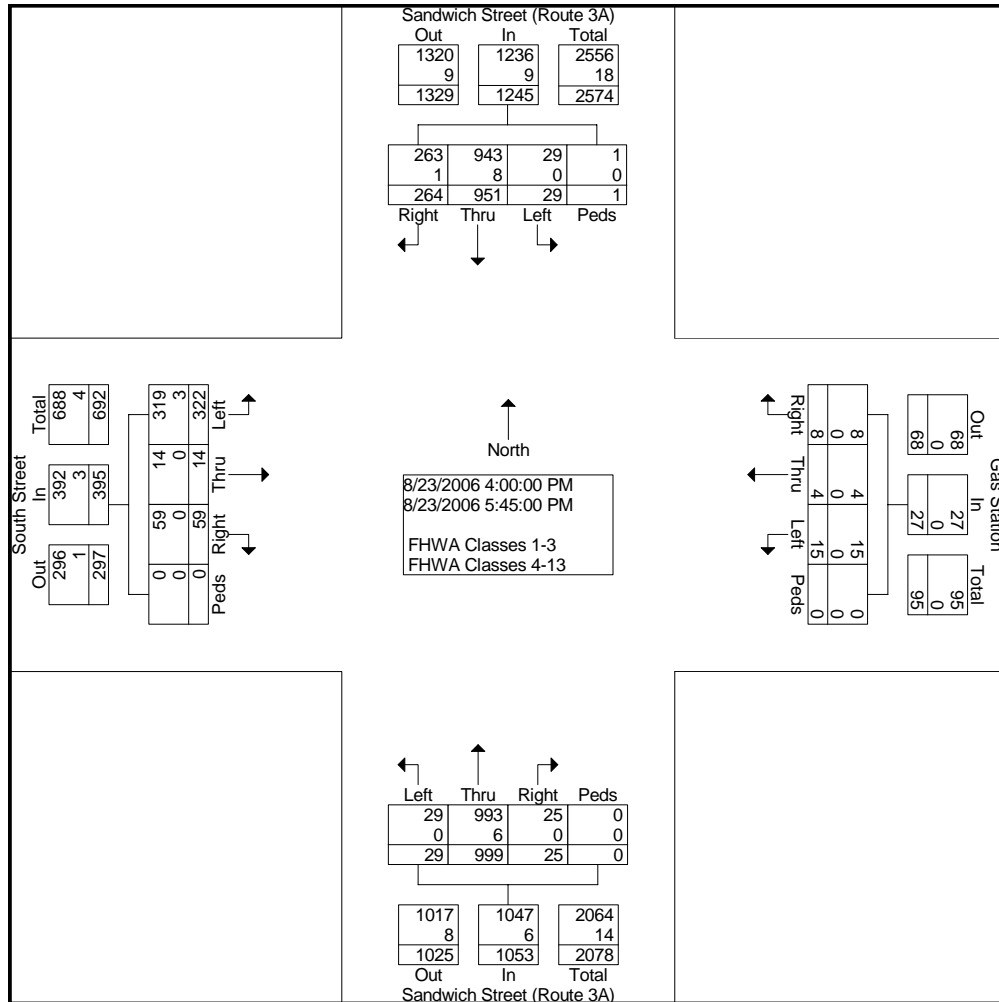 Sandwich Street (Route 3A)
Out In Total
1320 1236 2556
9 9 18
1329 1245 2574
263 943 29 1
1 8 0 0
264 951 29 1
Right Thru Left Peds
South Street
Total In Out
688 392 296
4 3 1
692 395 297
319 14 59 0
3 0 0 0
322 14 59 0
Left Thru Right Peds
North
8/23/2006 4:00:00 PM
8/23/2006 5:45:00 PM
FHWA Classes 1-3
FHWA Classes 4-13
Gas Station
Out In Total
68 27 95
0 0 0
68 27 95
8 4 15 0
0 0 0 0
8 4 15 0
Right Thru Left Peds
Left Thru Right Peds
29 993 25 0
0 6 0 0
29 999 25 0
1017 1047 2064
8 6 14
1025 1053 2078
Out In Total
Sandwich Street (Route 3A)